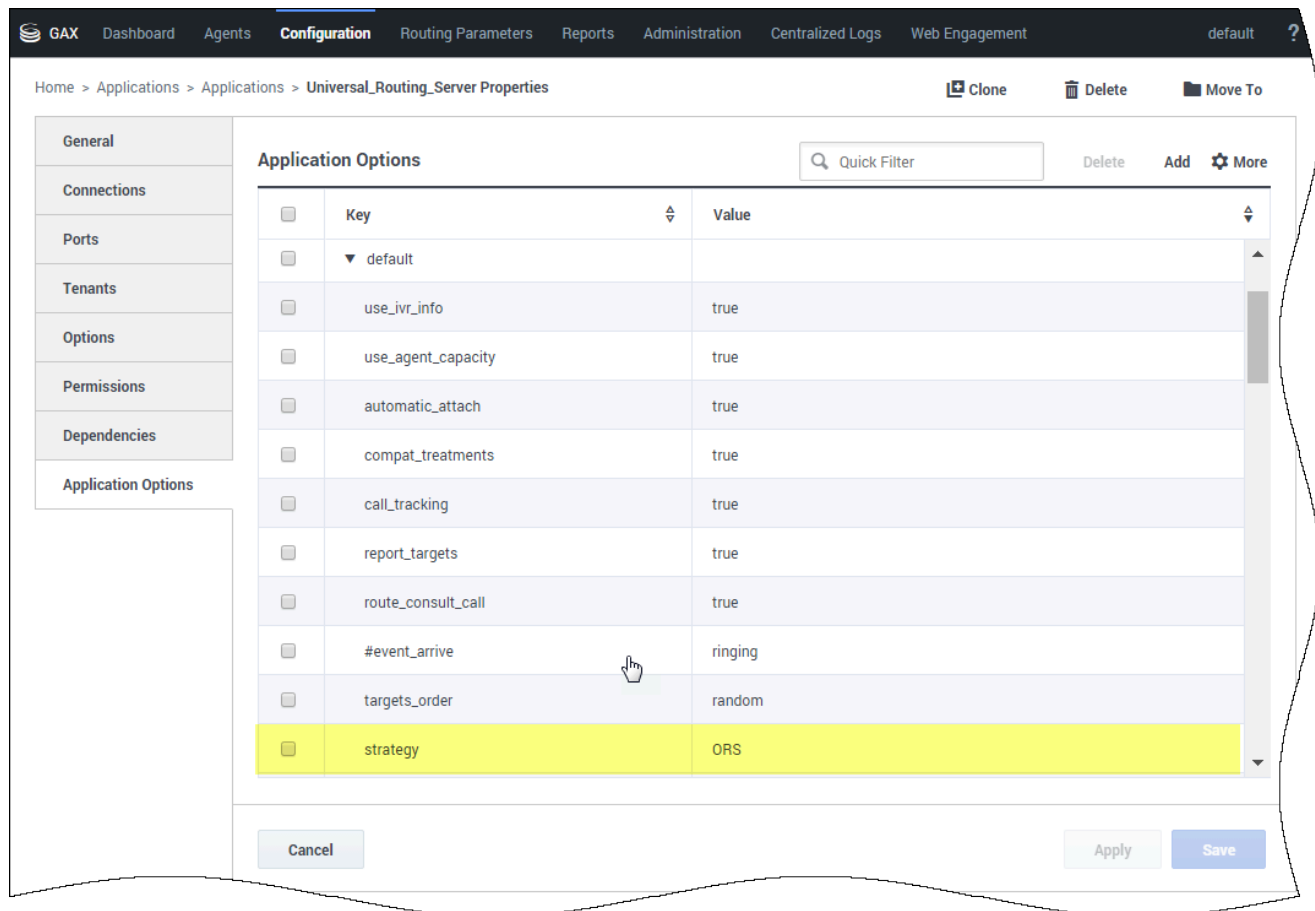 GAX Dashboard Agents Configuration Routing Parameters Reports Administration Centralized Logs Web Engagement default ?
Home > Applications > Applications > Universal_Routing_Server Properties Clone Delete Move To
General
Connections
Ports
Tenants
Options
Permissions
Dependencies
Application Options
Application Options Quick Filter Delete Add More
Key Value
default
use_ivr_info true
use_agent_capacity true
automatic_attach true
compat_treatments true
call_tracking true
report_targets true
route_consult_call true
#event_arrive ringing
targets_order random
strategy ORS
Cancel Apply Save